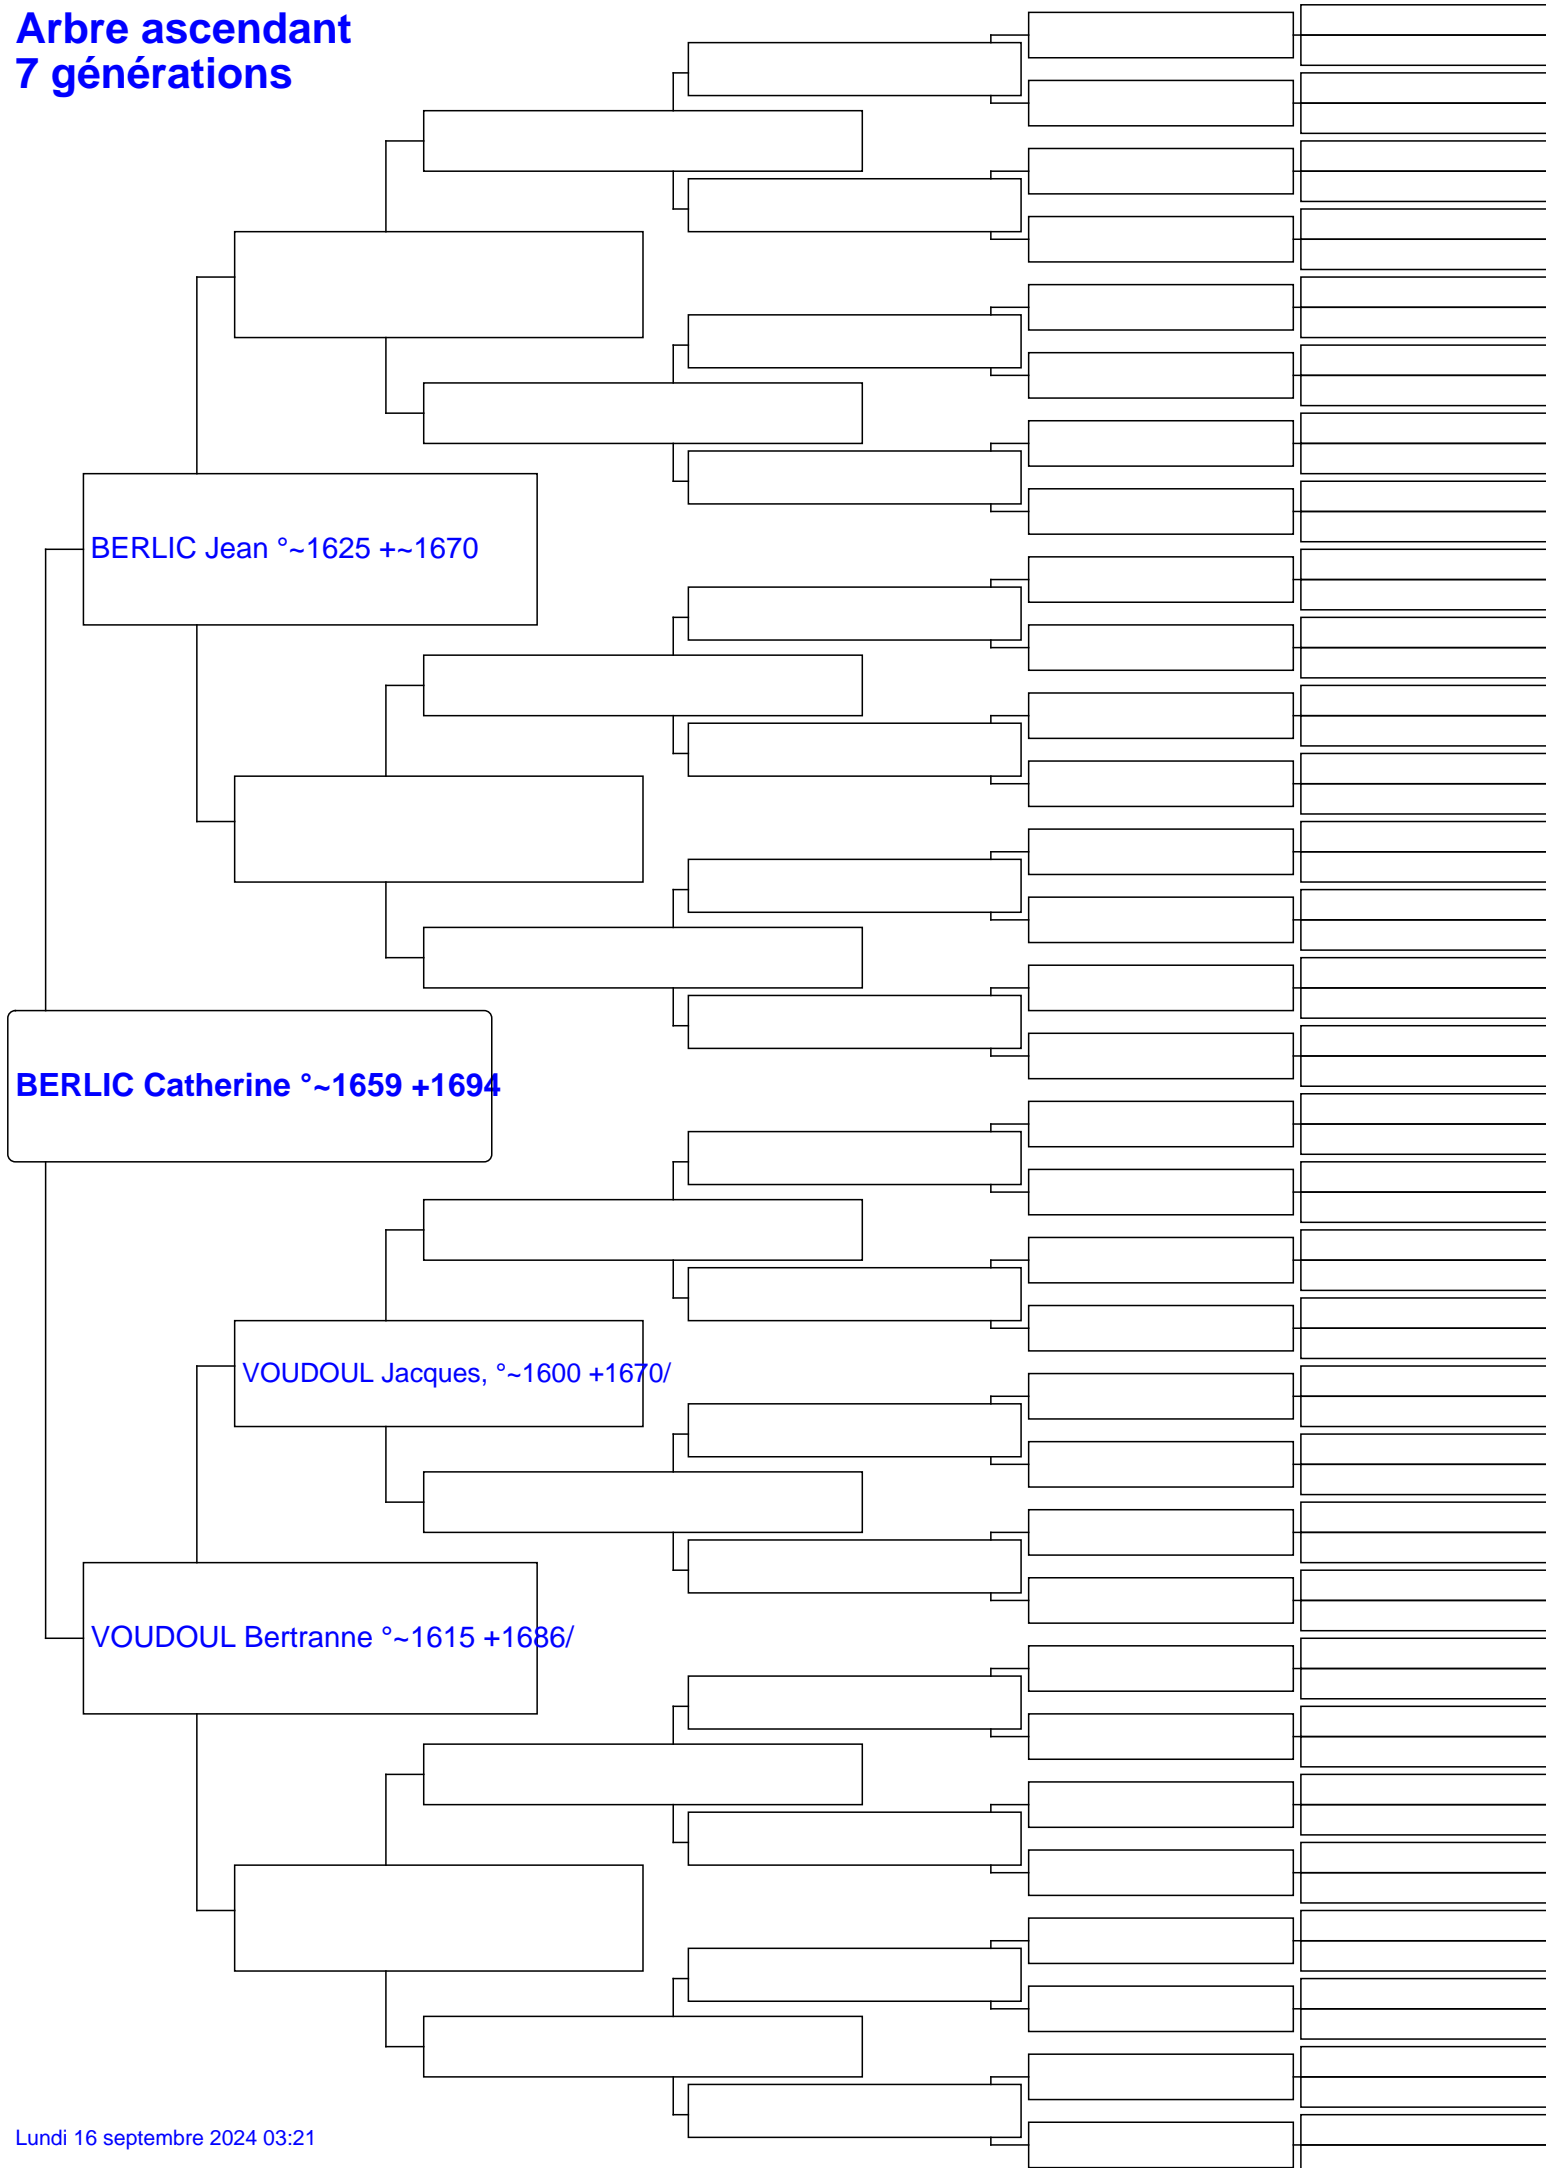 Arbre ascendant
7 générations
BERLIC Jean °~1625 +~1670
BERLIC Catherine °~1659 +1694
VOUDOUL Jacques, °~1600 +1670/
VOUDOUL Bertranne °~1615 +1686/
Lundi 16 septembre 2024 03:21